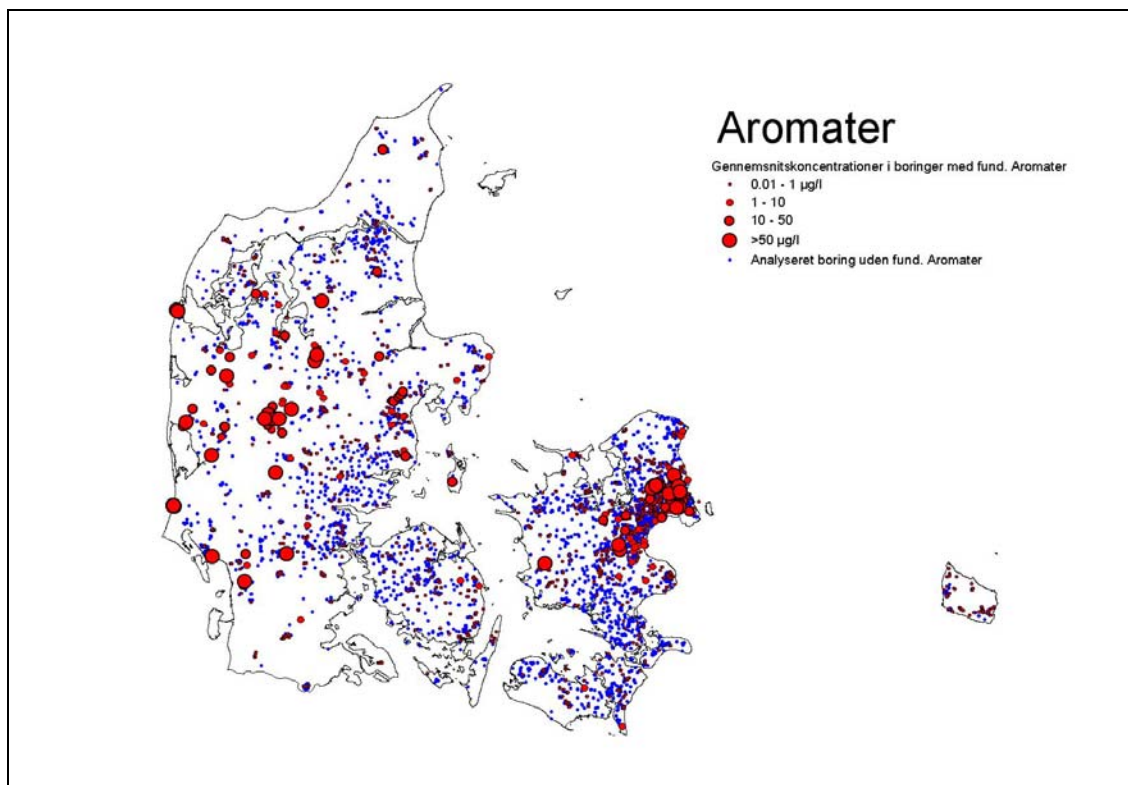 Aromater
Gennemsnitskoncentrationer i boringer med fund. Aromater
0.01 - 1 µg/l
1 - 10
10 - 50
>50 µg/l
Analyseret boring uden fund. Aromater